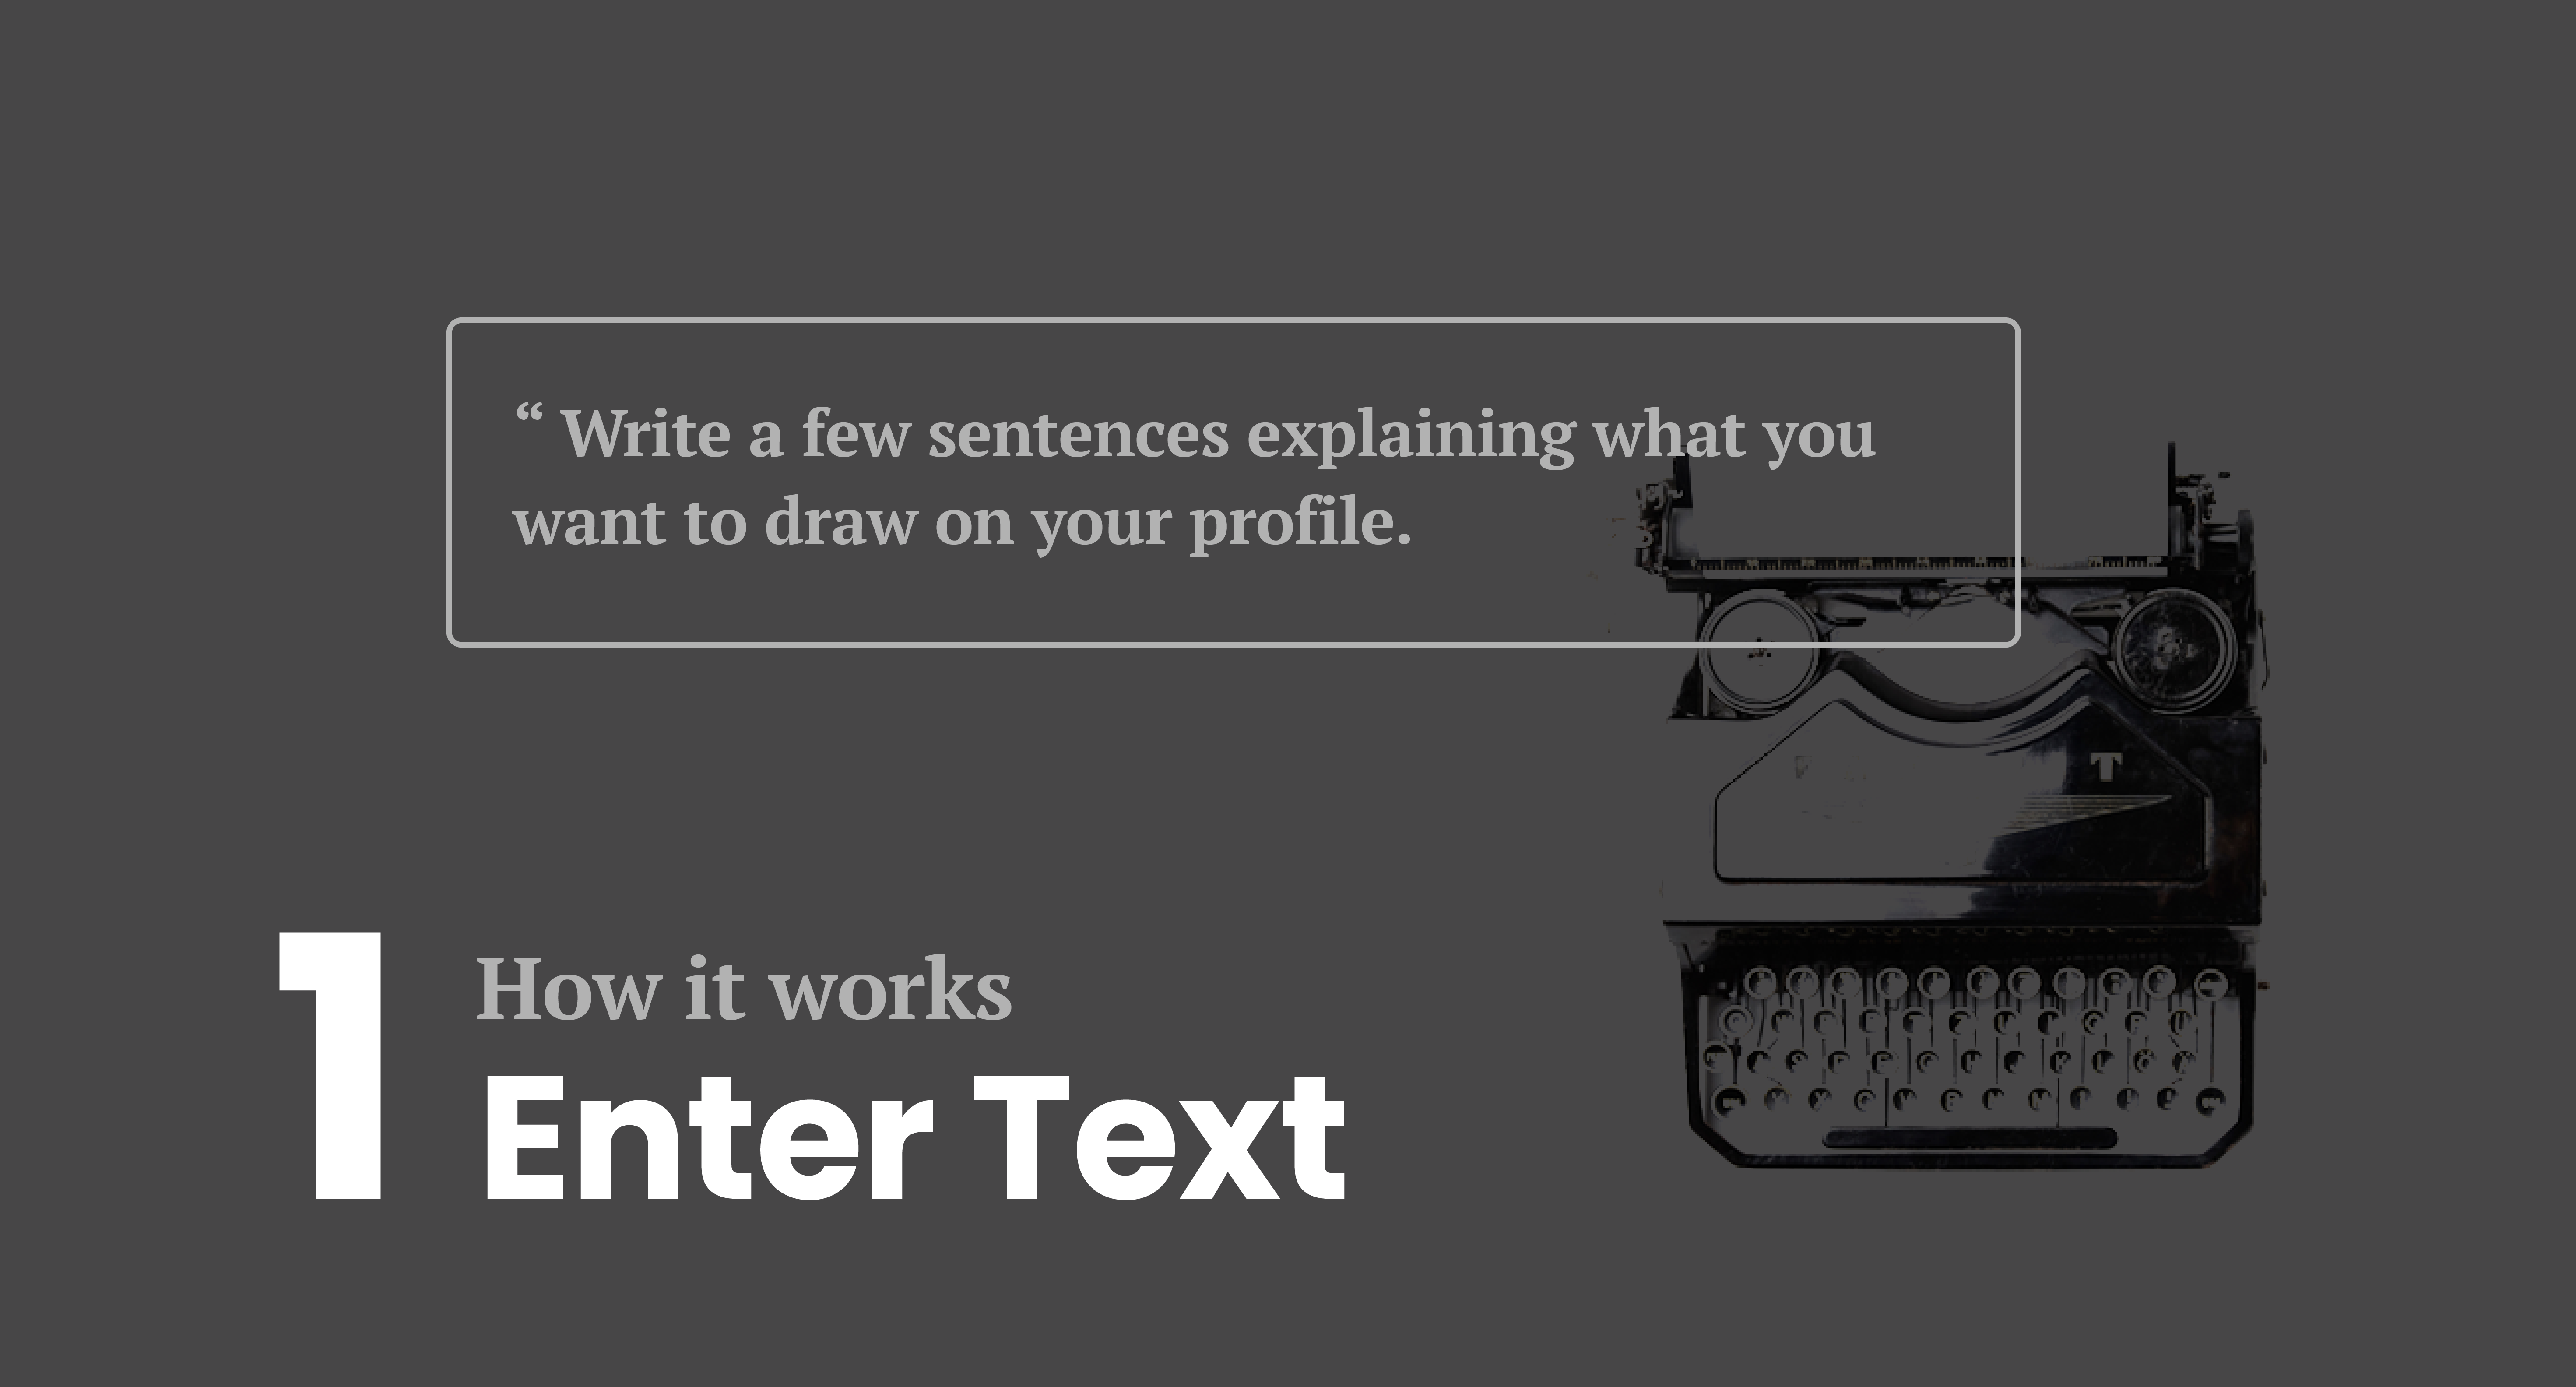 “ Write a few sentences explaining what you
want to draw on your profile.
1
How it works
Enter Text
T